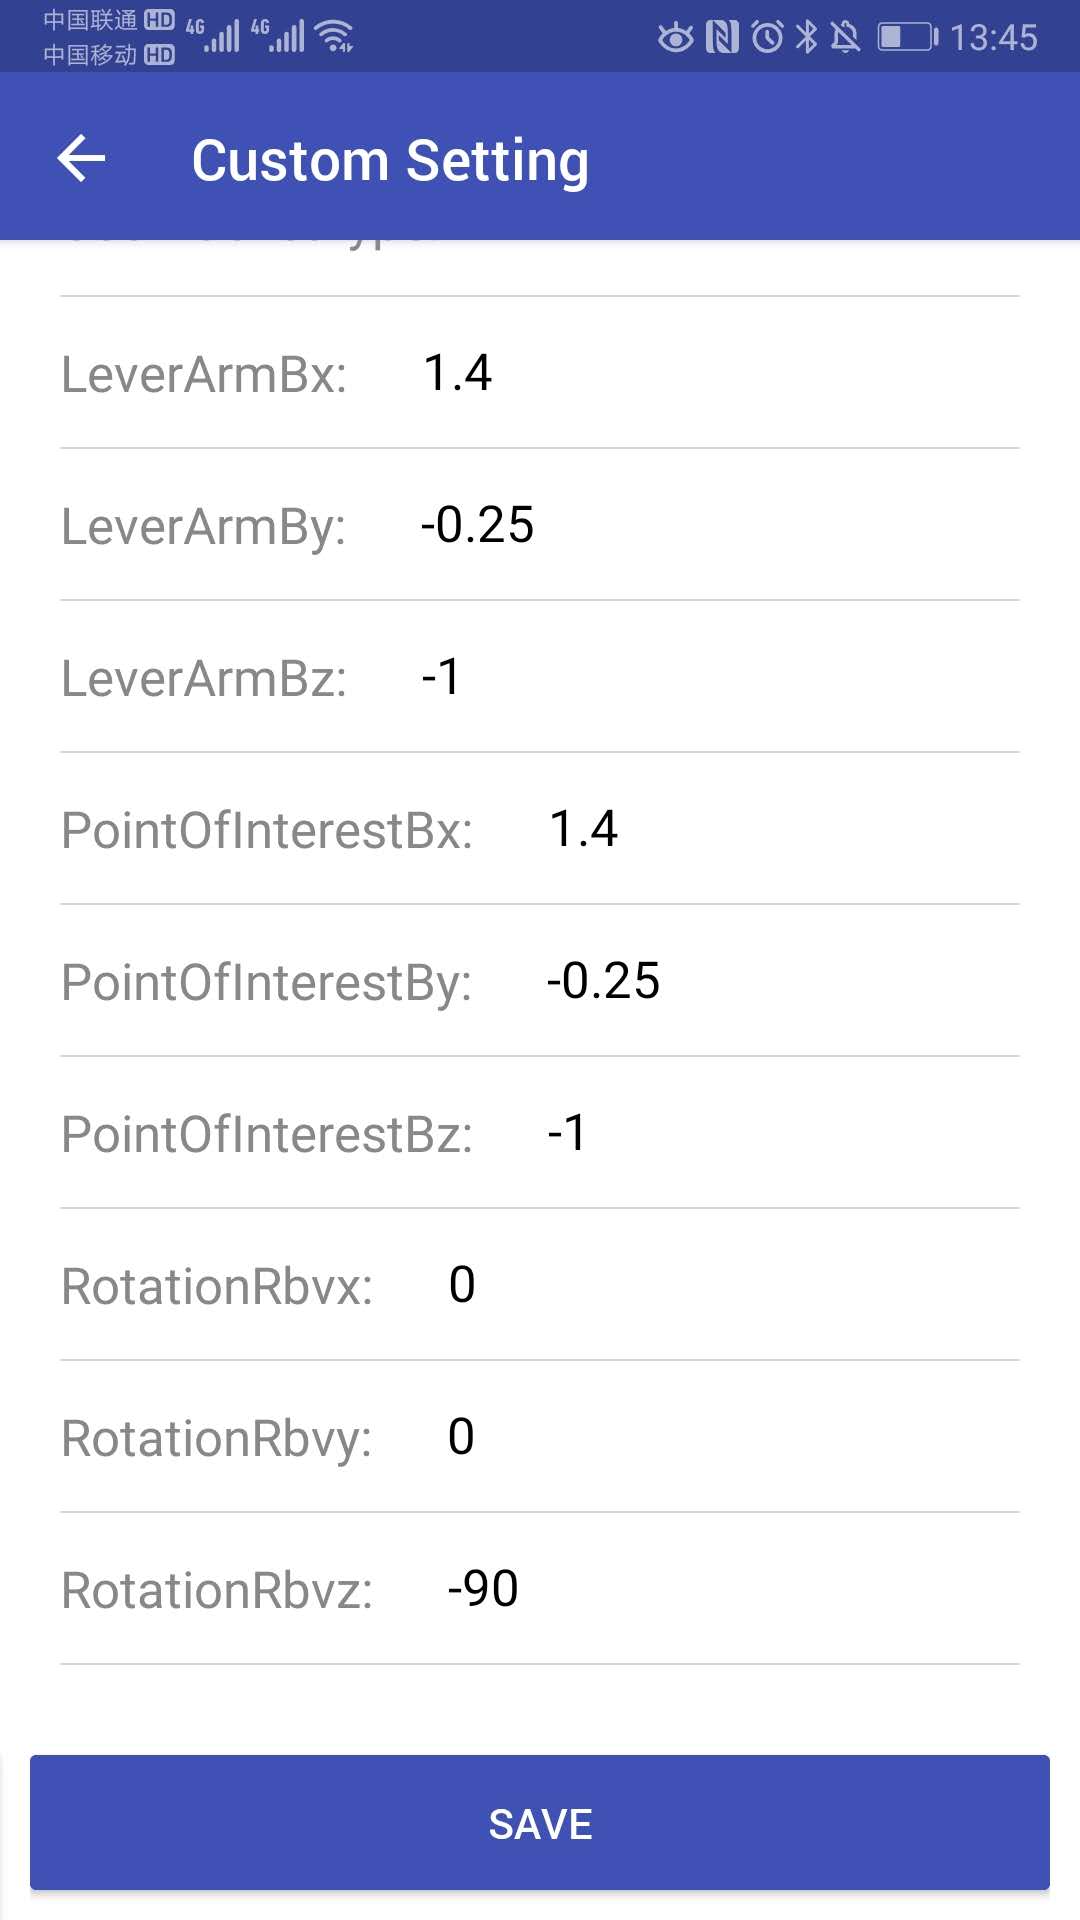 中国联通 HD 4G 4G 13:45
中国移动 HD
Custom Setting
LeverArmBx: 1.4
LeverArmBy: -0.25
LeverArmBz: -1
PointOfInterestBx: 1.4
PointOfInterestBy: -0.25
PointOfInterestBz: -1
RotationRbvx: 0
RotationRbvy: 0
RotationRbvz: -90
SAVE